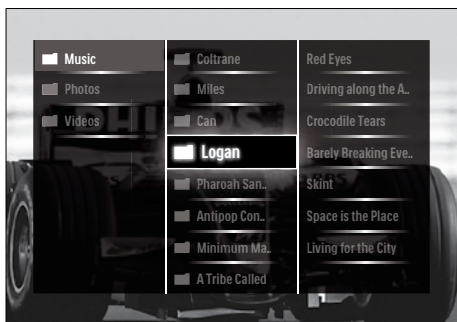 Music
Photos
Videos
Coltrane
Miles
Can
Logan
Pharoah San..
Antipop Con..
Minimum Ma..
A Tribe Called
Red Eyes
Driving along the A..
Crocodile Tears
Barely Breaking Eve..
Skint
Space is the Place
Living for the City